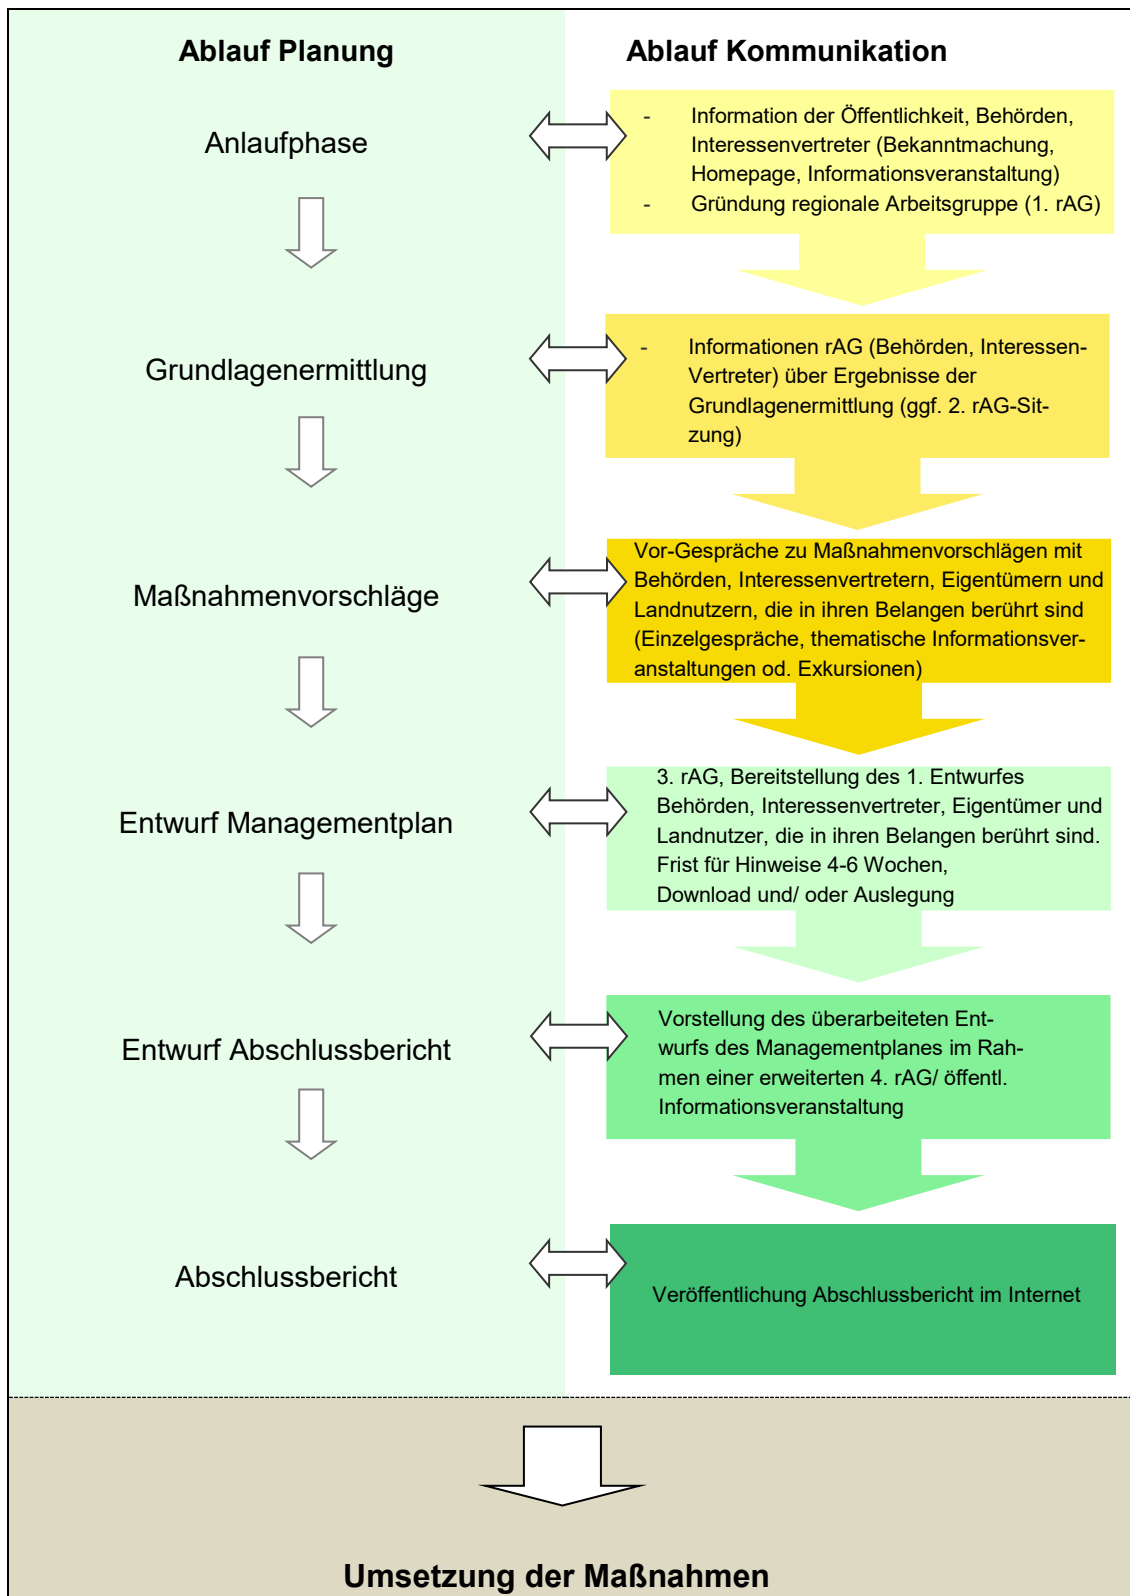 Ablauf Planung
Ablauf Kommunikation
Anlaufphase
- Information der Öffentlichkeit, Behörden,
Interessenvertreter (Bekanntmachung,
Homepage, Informationsveranstaltung)
- Gründung regionale Arbeitsgruppe (1. rAG)
Grundlagenermittlung
- Informationen rAG (Behörden, Interessen-
Vertreter) über Ergebnisse der
Grundlagenermittlung (ggf. 2. rAG-Sit-
zung)
Maßnahmenvorschläge
Vor-Gespräche zu Maßnahmenvorschlägen mit
Behörden, Interessenvertretern, Eigentümern und
Landnutzern, die in ihren Belangen berührt sind
(Einzelgespräche, thematische Informationsver-
anstaltungen od. Exkursionen)
Entwurf Managementplan
3. rAG, Bereitstellung des 1. Entwurfes
Behörden, Interessenvertreter, Eigentümer und
Landnutzer, die in ihren Belangen berührt sind.
Frist für Hinweise 4-6 Wochen,
Download und/ oder Auslegung
Entwurf Abschlussbericht
Vorstellung des überarbeiteten Ent-
wurfs des Managementplanes im Rah-
men einer erweiterten 4. rAG/ öffentl.
Informationsveranstaltung
Abschlussbericht
Veröffentlichung Abschlussbericht im Internet
Umsetzung der Maßnahmen